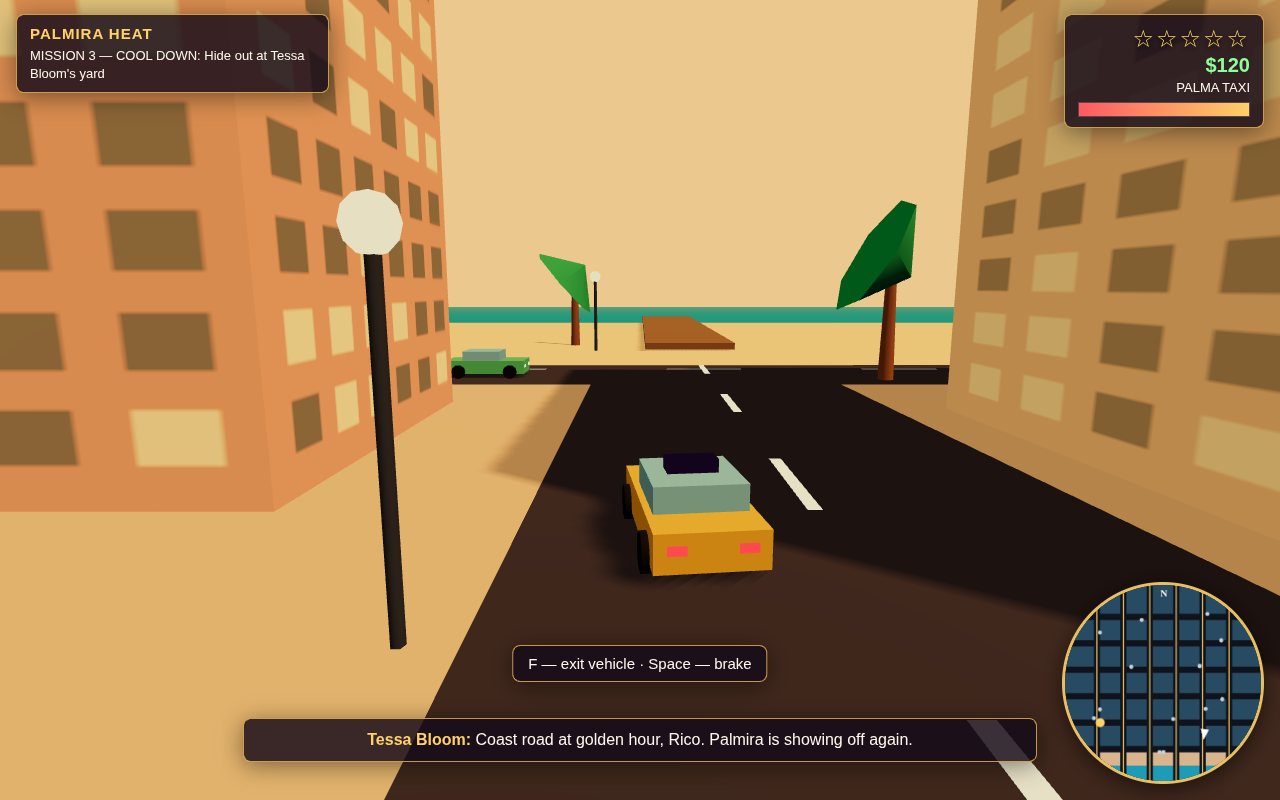 PALMIRA HEAT
MISSION 3 — COOL DOWN: Hide out at Tessa
Bloom's yard
☆☆☆☆☆
$120
PALMA TAXI
F — exit vehicle · Space — brake
Tessa Bloom: Coast road at golden hour, Rico. Palmira is showing off again.
N